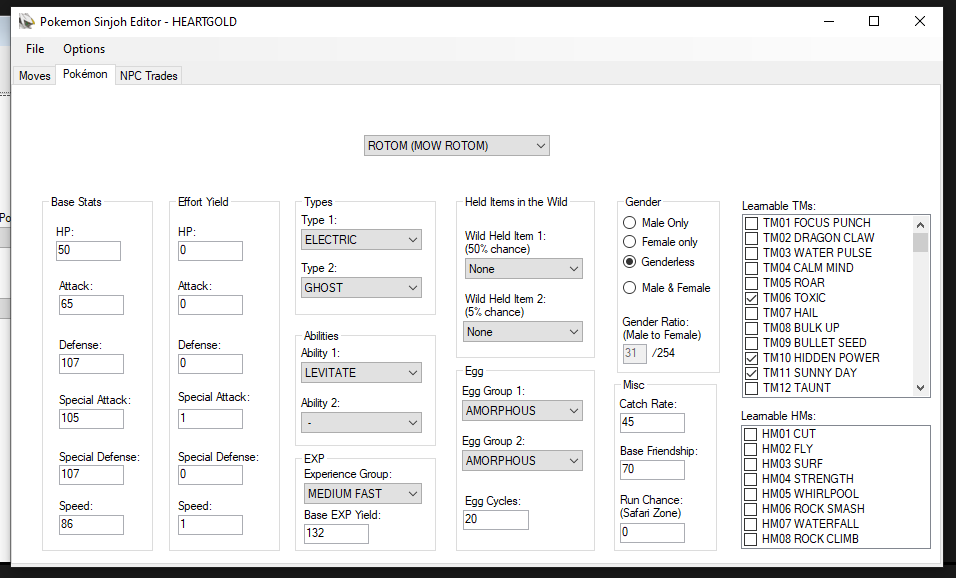 Pokemon Sinjoh Editor - HEARTGOLD
File Options
Moves Pokémon NPC Trades
ROTOM (MOW ROTOM)
Po
Base Stats
HP:
50
Attack:
65
Defense:
107
Special Attack:
105
Special Defense:
107
Speed:
86
Effort Yield
HP:
0
Attack:
0
Defense:
0
Special Attack:
1
Special Defense:
0
Speed:
1
Types
Type 1:
ELECTRIC
Type 2:
GHOST
Abilities
Ability 1:
LEVITATE
Ability 2:
-
EXP
Experience Group:
MEDIUM FAST
Base EXP Yield:
132
Held Items in the Wild
Wild Held Item 1:
(50% chance)
None
Wild Held Item 2:
(5% chance)
None
Egg
Egg Group 1:
AMORPHOUS
Egg Group 2:
AMORPHOUS
Egg Cycles:
20
Gender
Male Only
Female only
Genderless
Male & Female
Gender Ratio:
(Male to Female)
31 /254
Misc
Catch Rate:
45
Base Friendship:
70
Run Chance:
(Safari Zone)
0
Learnable TMs:
TM01 FOCUS PUNCH
TM02 DRAGON CLAW
TM03 WATER PULSE
TM04 CALM MIND
TM05 ROAR
TM06 TOXIC
TM07 HAIL
TM08 BULK UP
TM09 BULLET SEED
TM10 HIDDEN POWER
TM11 SUNNY DAY
TM12 TAUNT
Learnable HMs:
HM01 CUT
HM02 FLY
HM03 SURF
HM04 STRENGTH
HM05 WHIRLPOOL
HM06 ROCK SMASH
HM07 WATERFALL
HM08 ROCK CLIMB